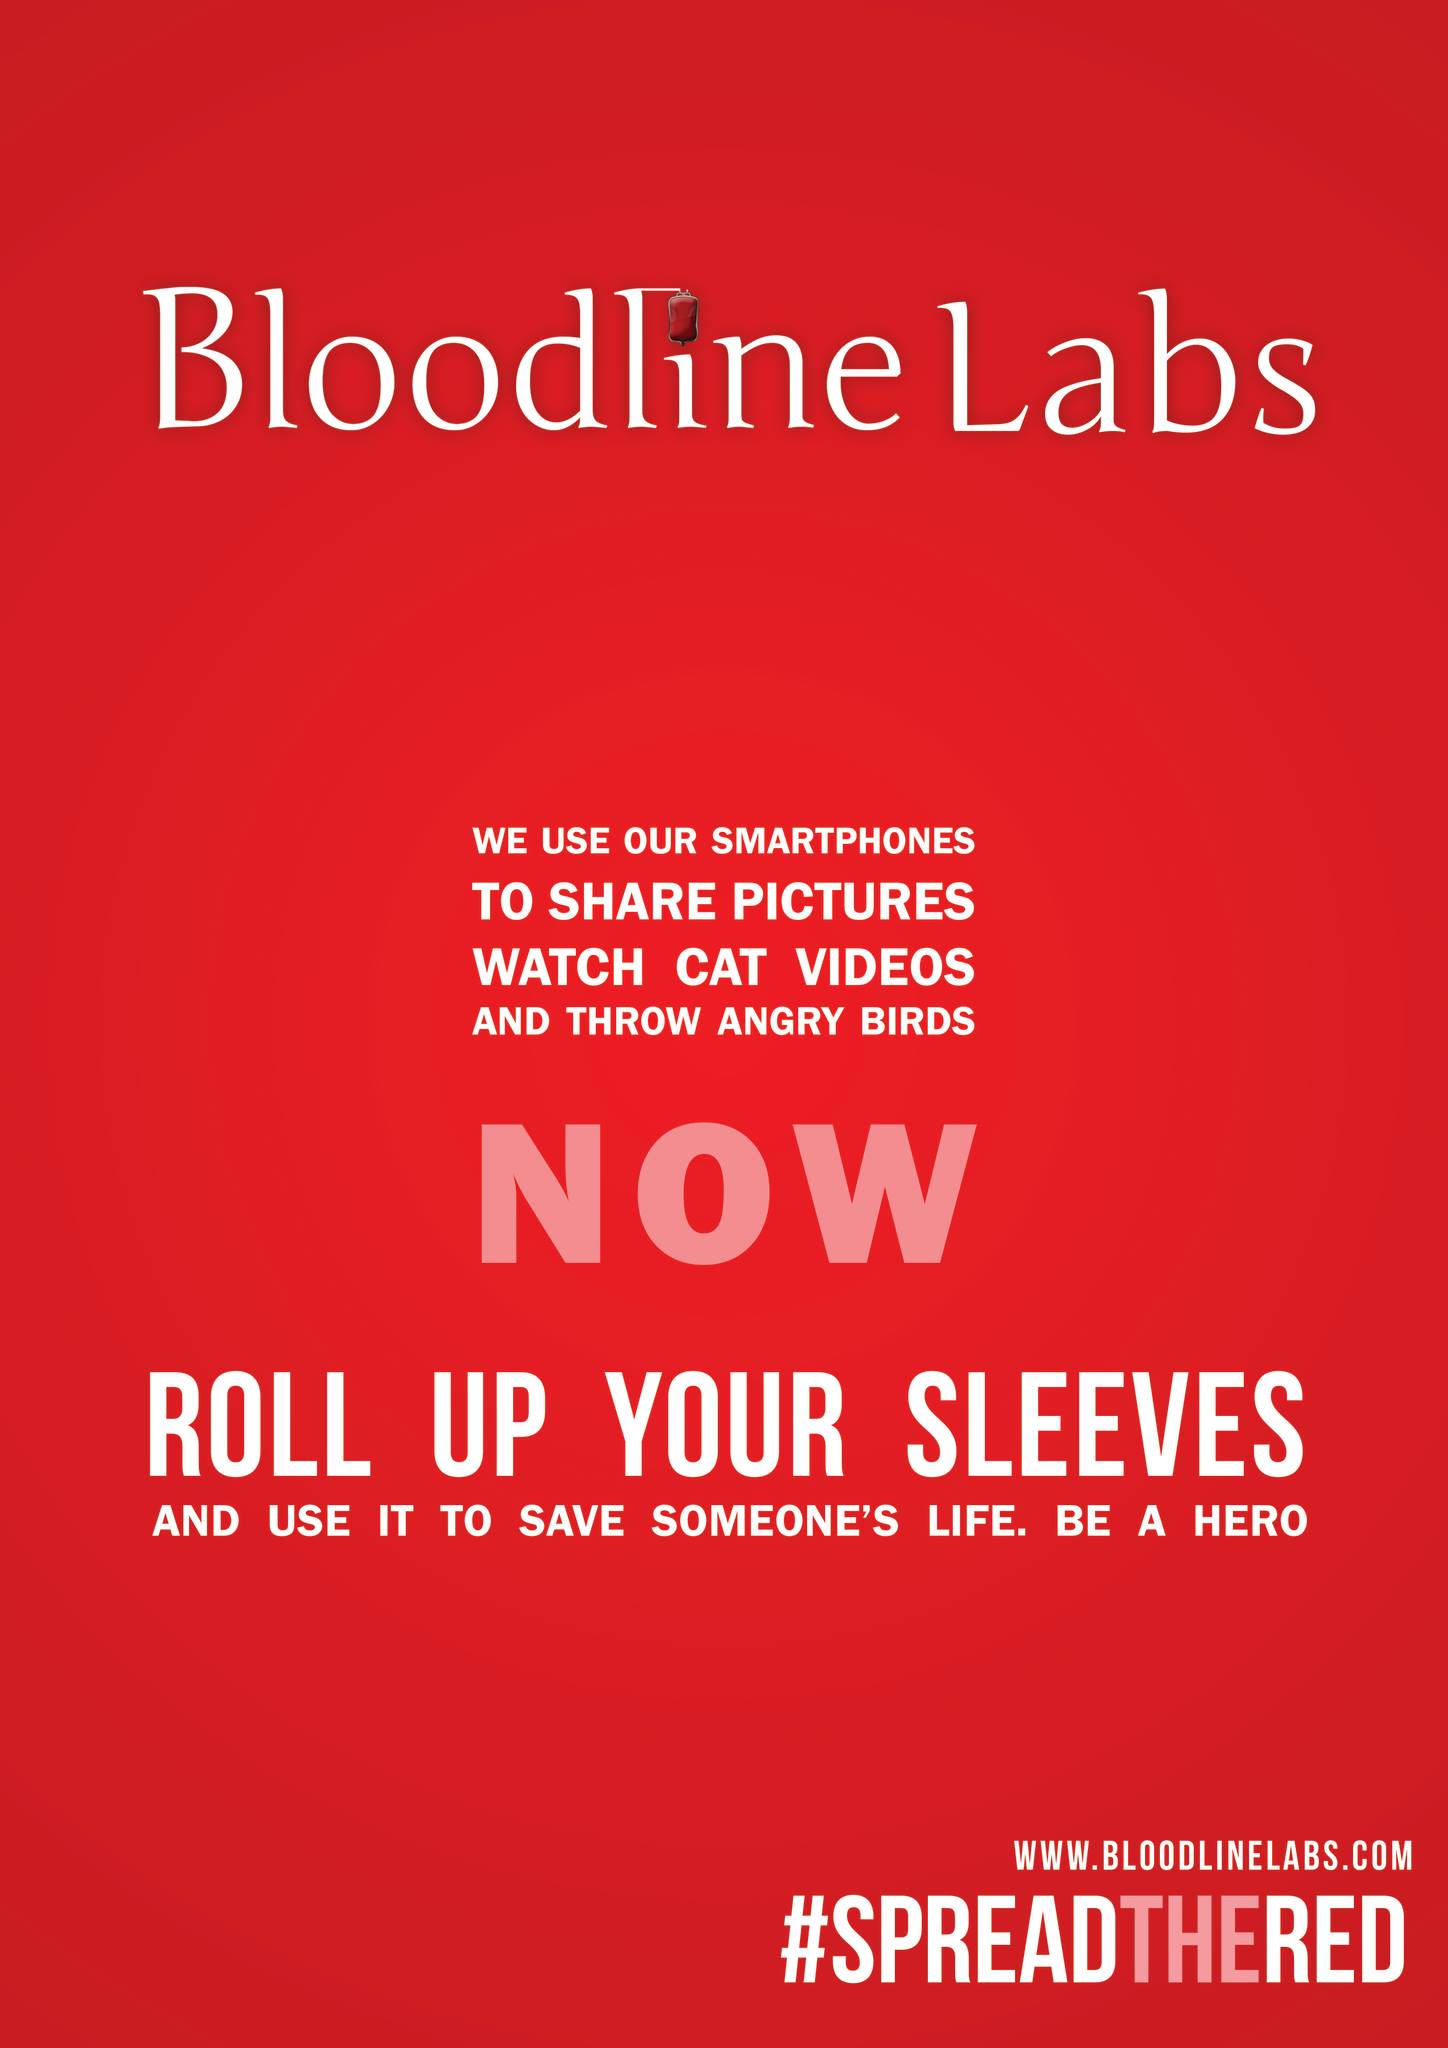 Bloodline Labs
WE USE OUR SMARTPHONES
TO SHARE PICTURES
WATCH CAT VIDEOS
AND THROW ANGRY BIRDS
NOW
ROLL UP YOUR SLEEVES
AND USE IT TO SAVE SOMEONE'S LIFE. BE A HERO
WWW.BLOODLINELABS.COM
#SPREADTHERED